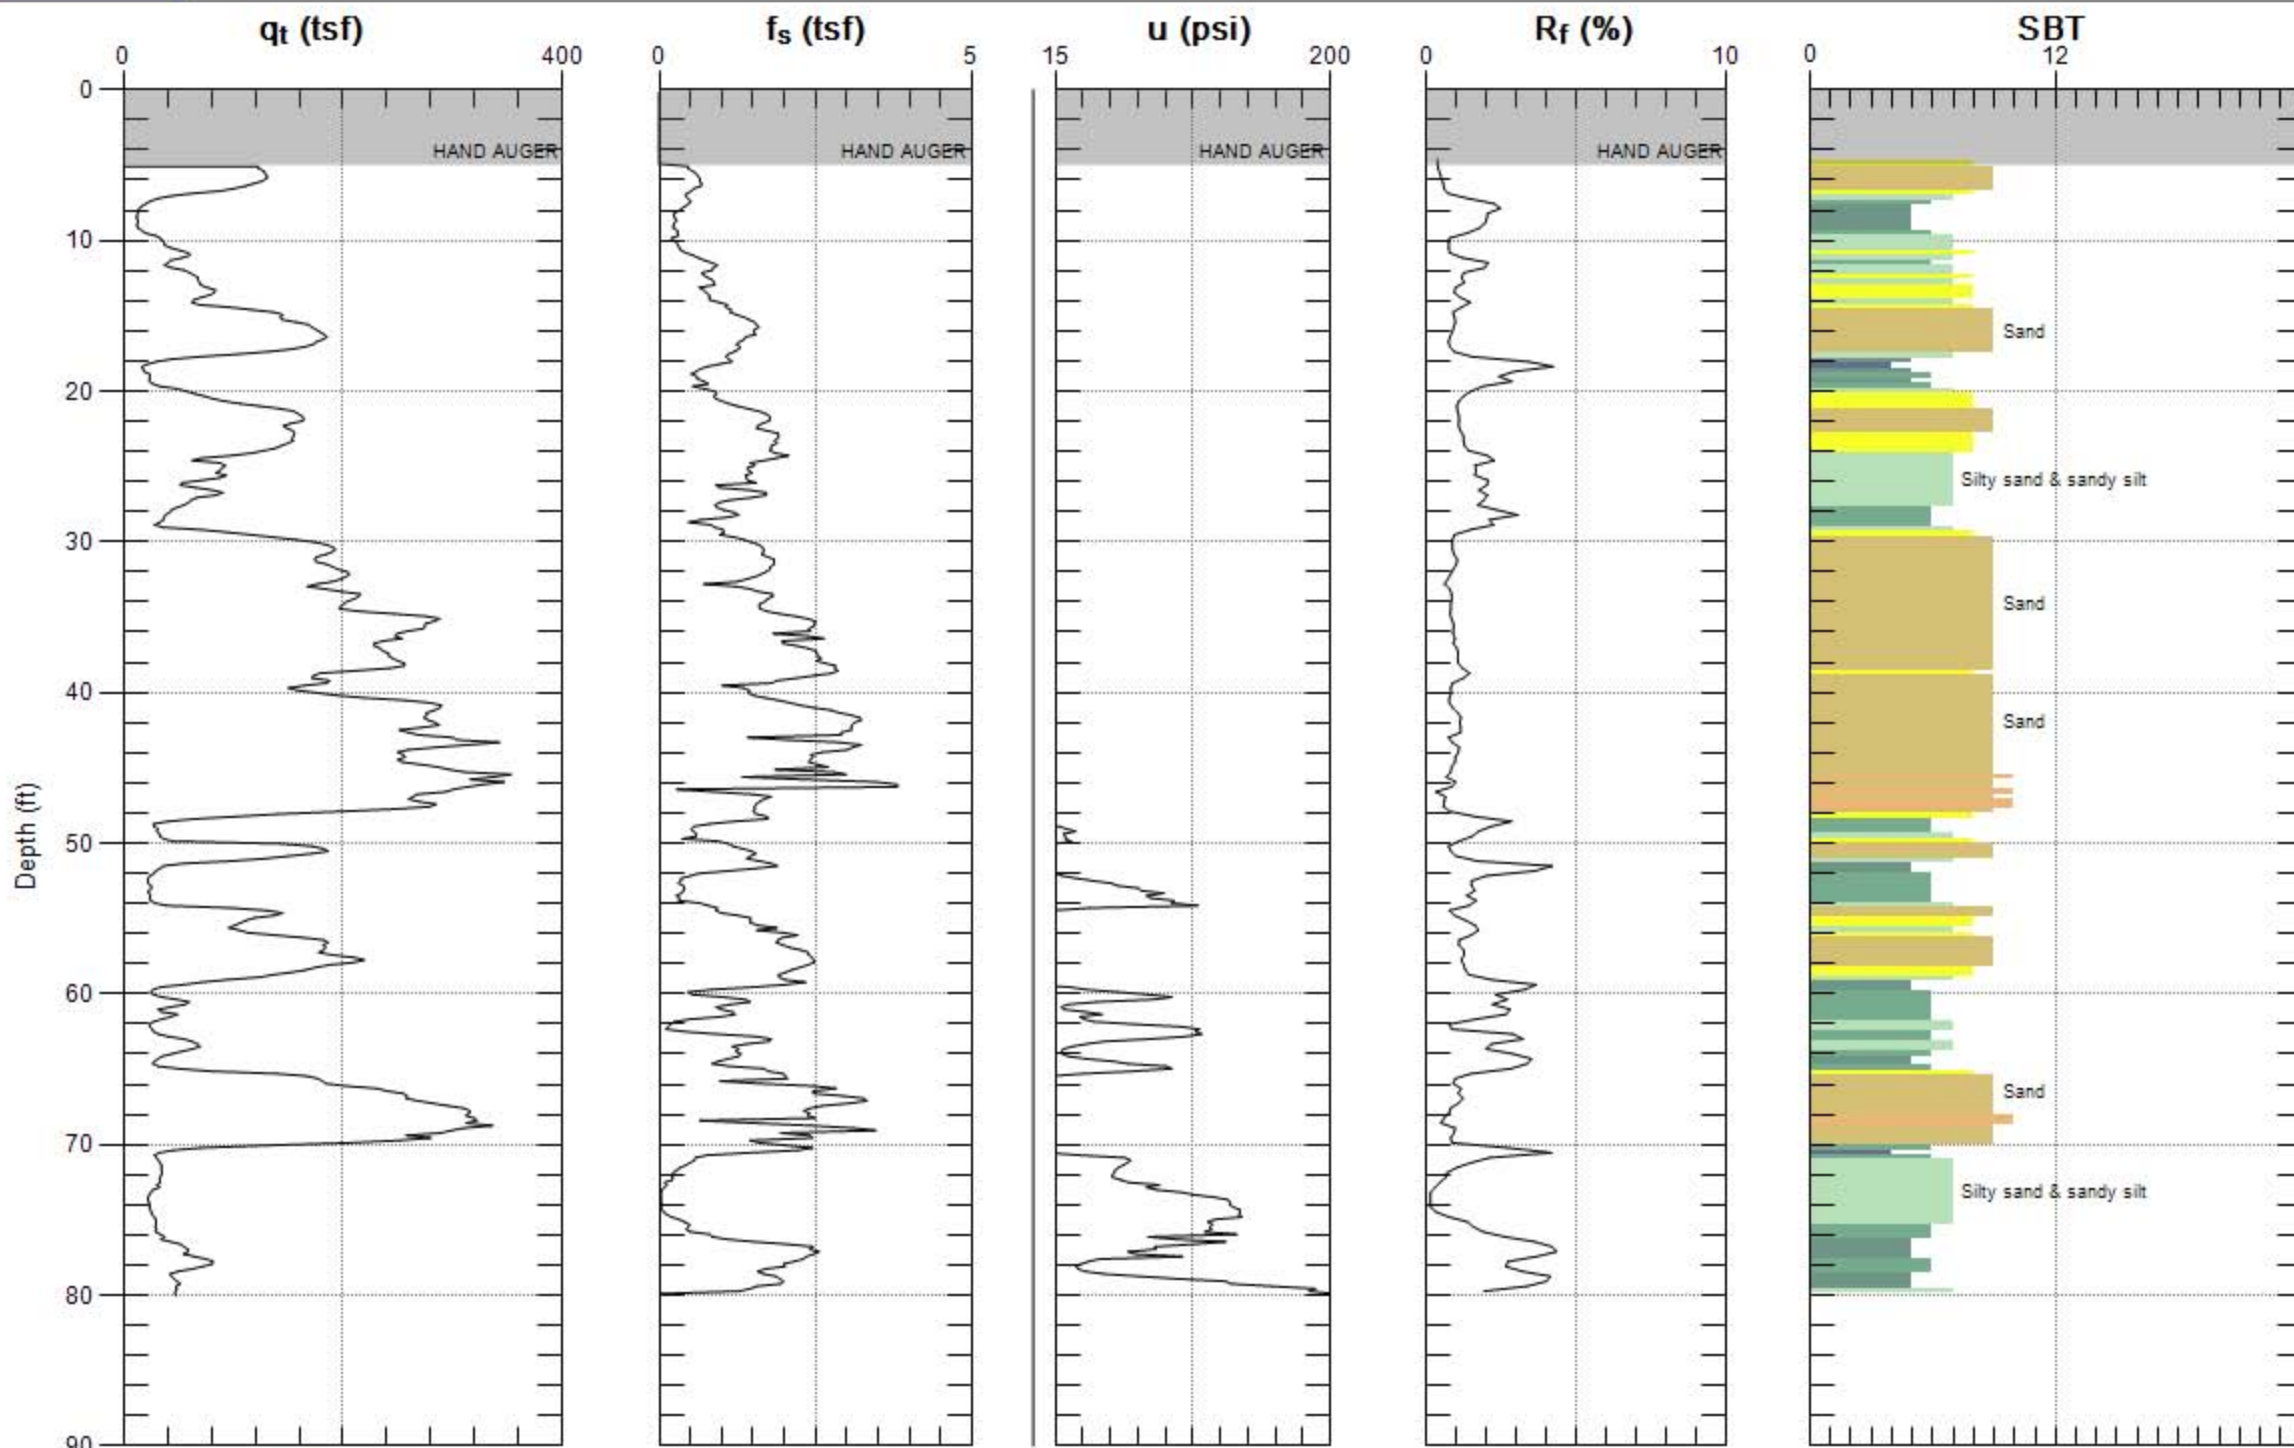 qt (tsf) fs (tsf) u (psi) Rf (%) SBT
0 400 0 5 15 200 0 10 0 12
0
HAND AUGER HAND AUGER HAND AUGER HAND AUGER
10
Sand
20
Silty sand & sandy silt
30
Sand
40
Sand
Depth (ft)
50
60
Sand
70
Silty sand & sandy silt
80
90